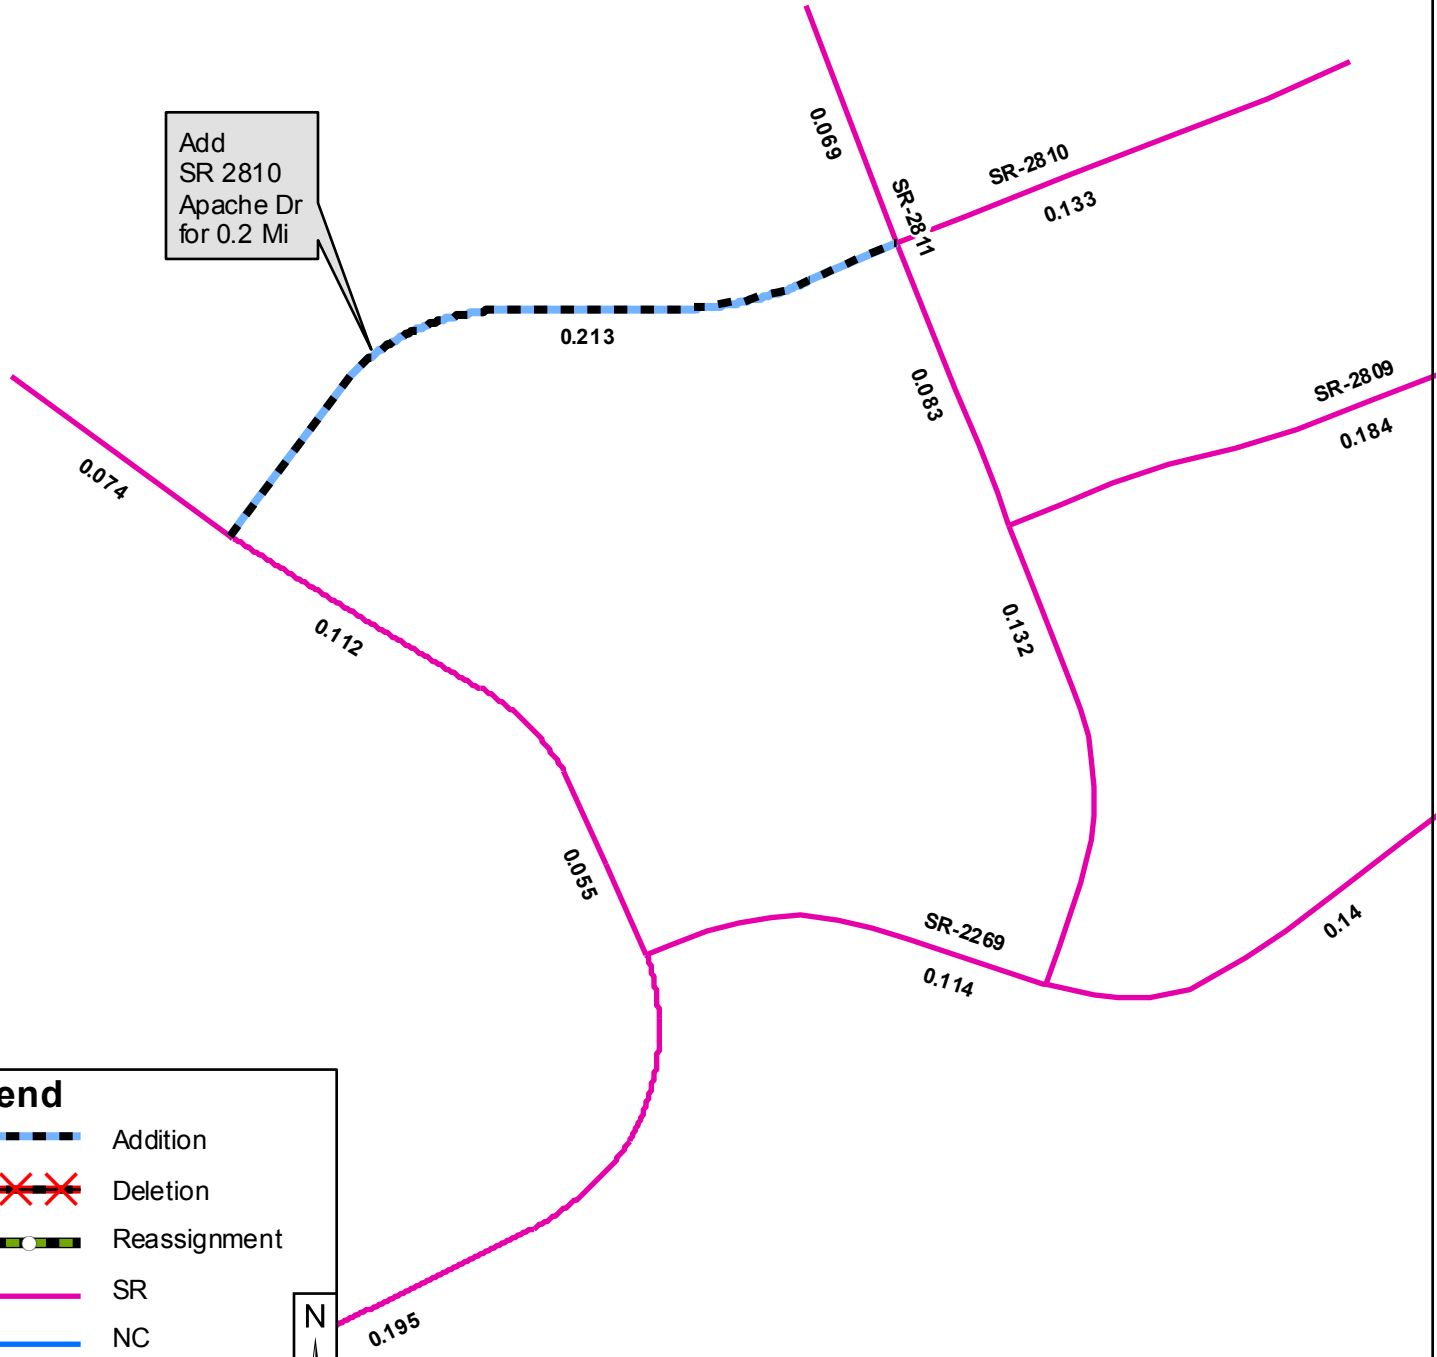 0.069
SR-2810
0.133
Add
SR 2810
Apache Dr
for 0.2 Mi
SR-2811
0.213
0.083
SR-2809
0.184
0.074
0.112
0.132
0.055
SR-2269
0.114
0.14
end
Addition
Deletion
Reassignment
SR
NC
N
0.195